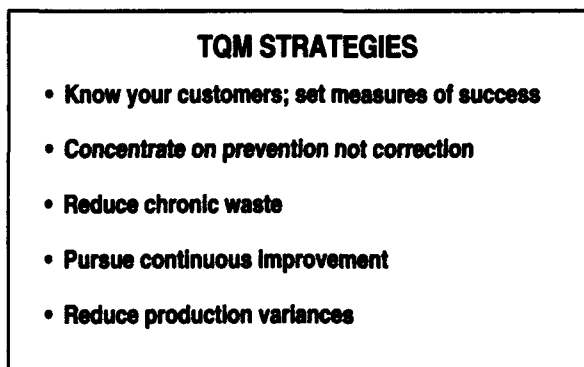 TQM STRATEGIES
• Know your customers; set measures of success
• Concentrate on prevention not correction
• Reduce chronic waste
• Pursue continuous improvement
• Reduce production variances